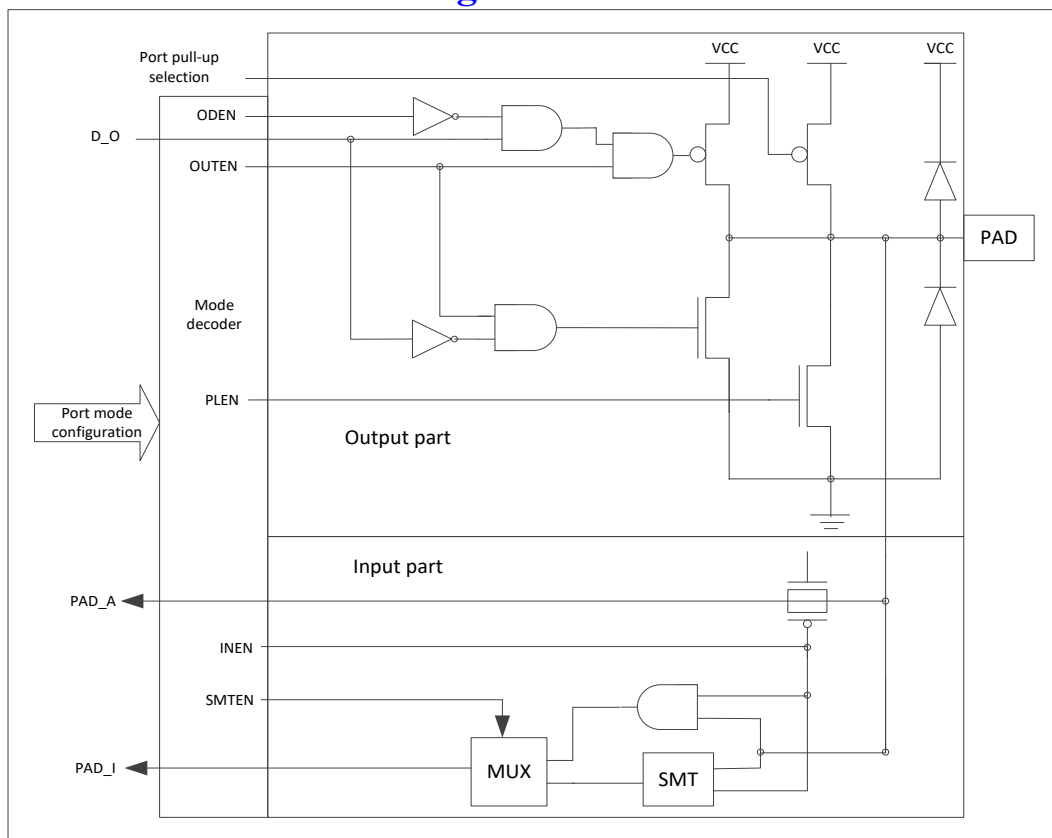 Port pull-up
selection
VCC
VCC
VCC
ODEN
D_O
OUTEN
PAD
Mode
decoder
PLEN
Port mode
configuration
Output part
Input part
PAD_A
INEN
SMTEN
PAD_I
MUX
SMT